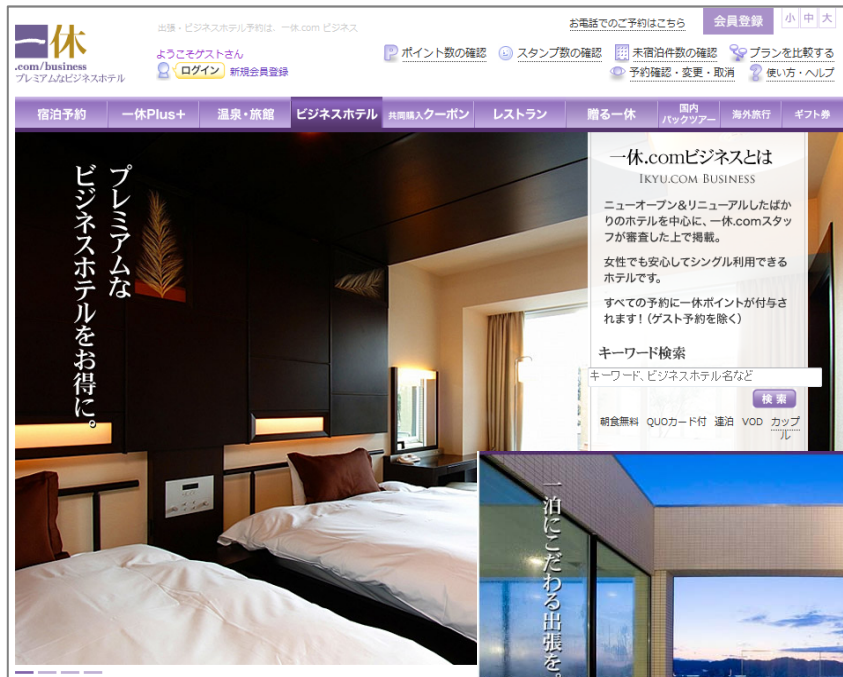 一休
.com/business
プレミアムなビジネスホテル
出張・ビジネスホテル予約は、一休.com ビジネス
お電話でのご予約はこちら
会員登録
小 中 大
ようこそゲストさん
ログイン 新規会員登録
ポイント数の確認 スタンプ数の確認 未宿泊件数の確認 プランを比較する
予約確認・変更・取消 使い方・ヘルプ
宿泊予約 一休Plus+ 温泉・旅館 ビジネスホテル 共同購入クーポン レストラン 贈る一休 国内パックツアー 海外旅行 ギフト券
プレミアムな
ビジネスホテルをお得に。
一休.comビジネスとは
IKYU.COM BUSINESS
ニューオープン&リニューアルしたばか
りのホテルを中心に、一休.comスタッ
フが審査した上で掲載。
女性でも安心してシングル利用できる
ホテルです。
すべての予約に一休ポイントが付与さ
れます!(ゲスト予約を除く)
キーワード検索
キーワード、ビジネスホテル名など
検索
朝食無料 QUOカード付 連泊 VOD カップ
ル
一泊にこだわる出張を。